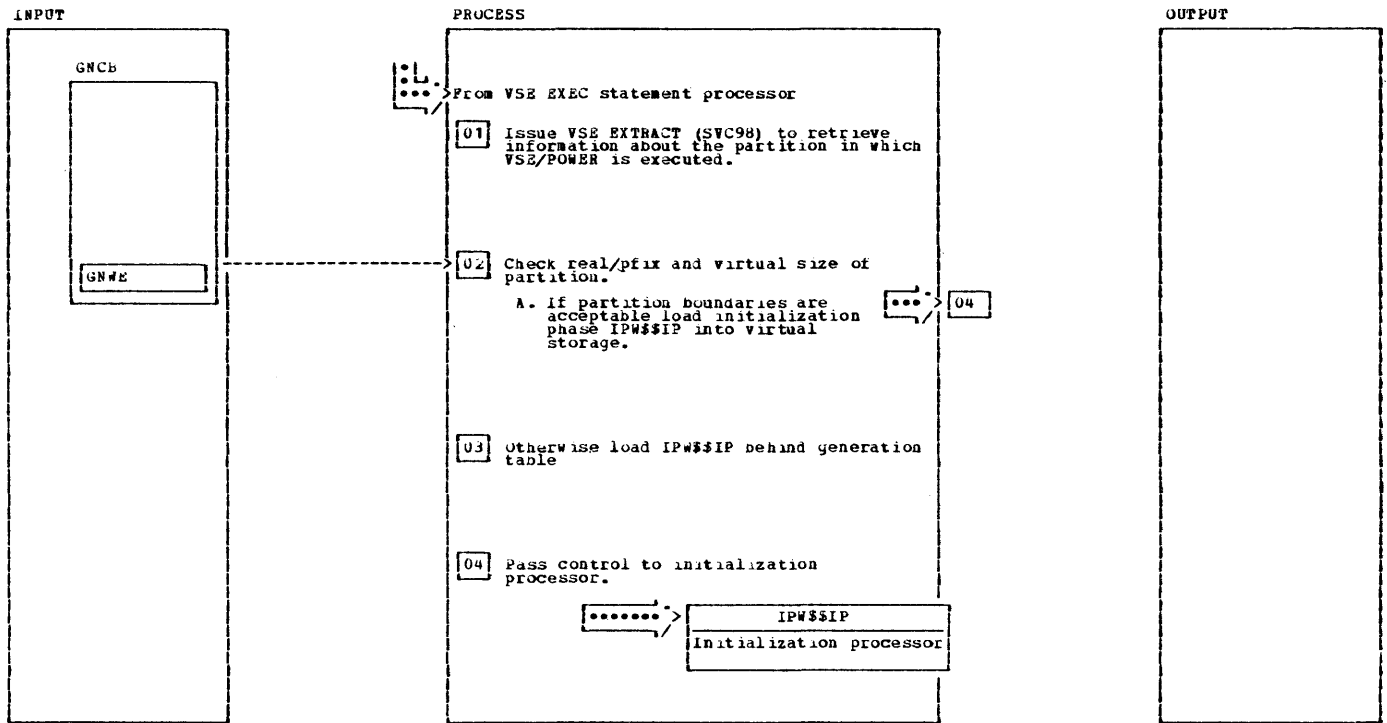 INPUT
PROCESS
OUTPUT
GNCB
From VSE EXEC statement processor
01 Issue VSE EXTRACT (SVC98) to retrieve
information about the partition in which
VSE/POWER is executed.
GNWE
02 Check real/pfix and virtual size of
partition.
A. If partition boundaries are
acceptable load initialization
phase IPW$$IP into virtual
storage.
04
03 Otherwise load IPW$$IP behind generation
table
04 Pass control to initialization
processor.
IPW$$IP
Initialization processor